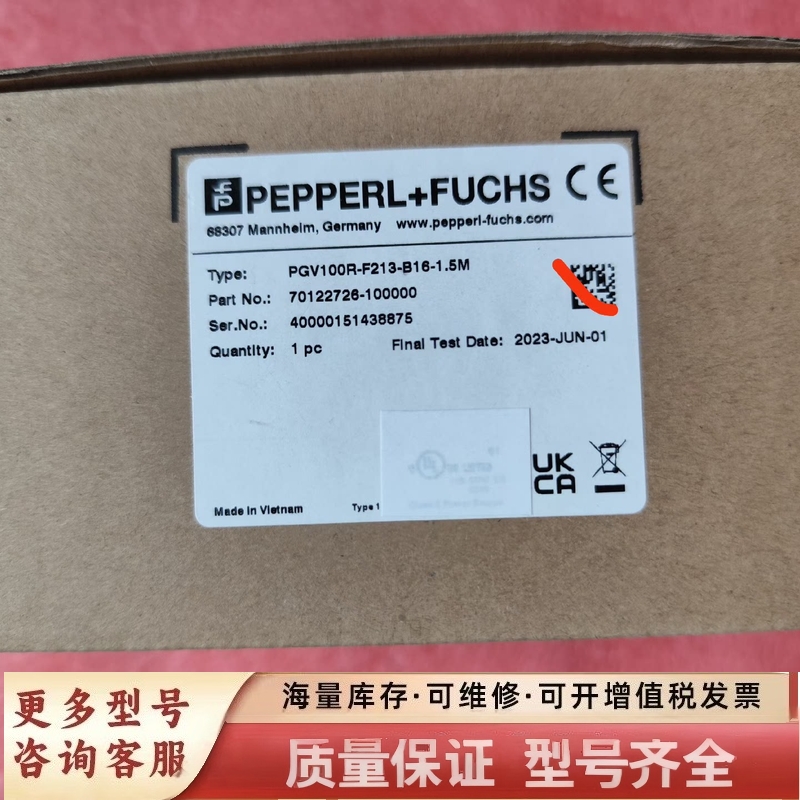 PEPPERL+FUCHS CE
68307 Mannheim, Germany www.pepperl-fuchs.com
Type: PGV100R-F213-B16-1.5M
Part No.: 70122726-100000
Ser.No.: 40000151438875
Quantity: 1 pc Final Test Date: 2023-JUN-01
UK
CA
Made in Vietnam Type 1
更多型号
咨询客服
海量库存·可维修·可开增值税发票
质量保证 型号齐全